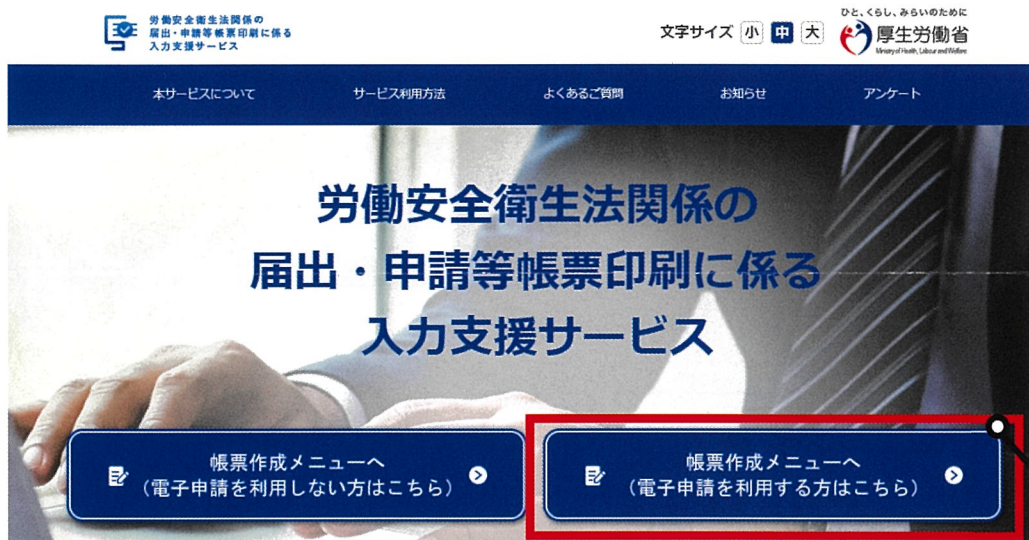 労働安全衛生法関係の
届出・申請等帳票印刷に係る
入力支援サービス
文字サイズ 小 中 大
ひと、くらし、みらいのために
厚生労働省
Ministry of Health, Labour and Welfare
本サービスについて サービス利用方法 よくあるご質問 お知らせ アンケート
労働安全衛生法関係の
届出・申請等帳票印刷に係る
入力支援サービス
帳票作成メニューへ
（電子申請を利用しない方はこちら）
帳票作成メニューへ
（電子申請を利用する方はこちら）